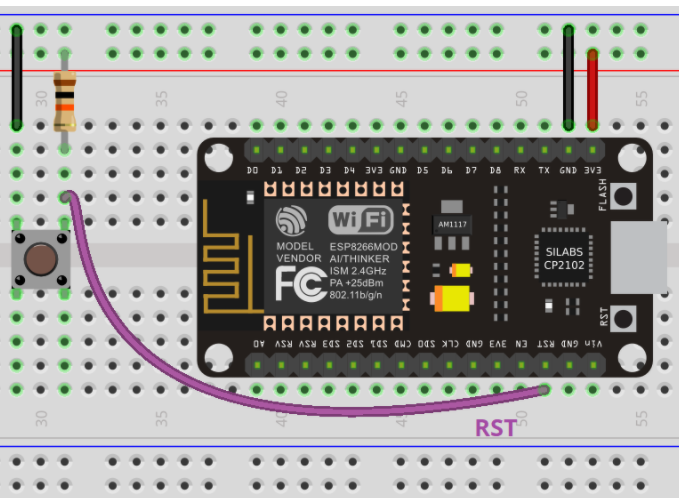 30
35
40
45
50
55
D0 D1 D2 D3 D4 3V3 GND D5 D6 D7 D8 RX TX GND 3V3
FLASH
WiFi
AM1117
MODEL ESP8266MOD
VENDOR AI/THINKER
ISM 2.4GHz
PA +25dBm
802.11b/g/n
FC
SILABS
CP2102
RST
A0 RSV RSV SD3 SD2 SD1 CMD SD0 CLK GND 3V3 EN RST GND Vin
30
35
40
45
50
55
RST